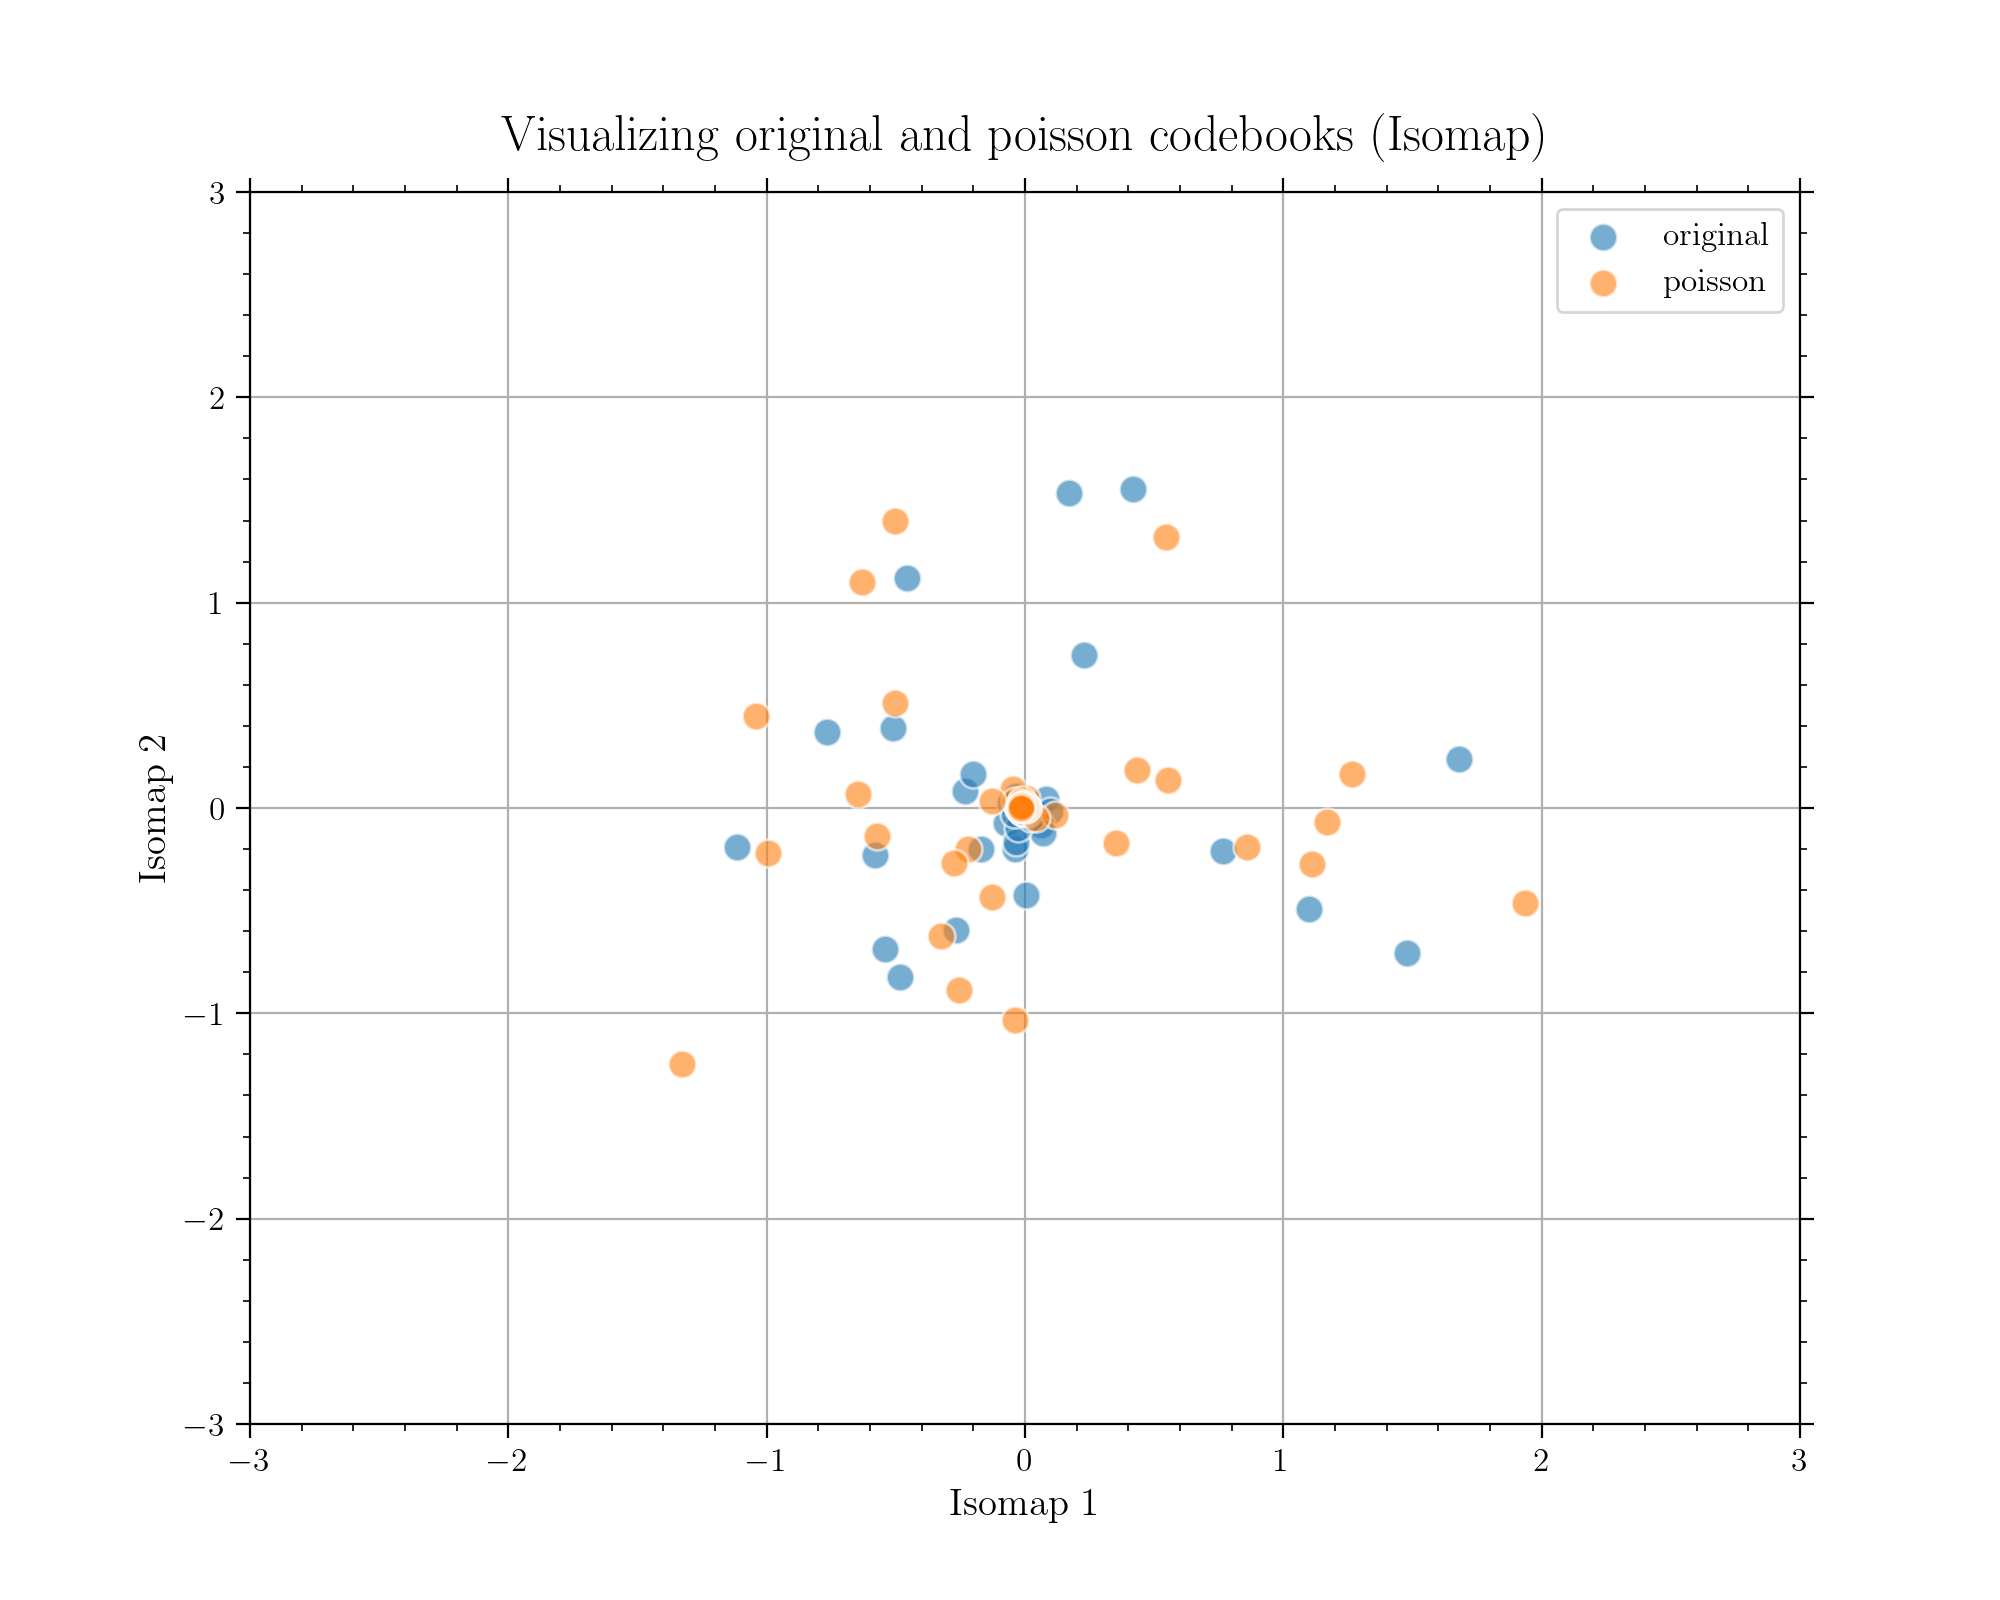 Visualizing original and poisson codebooks (Isomap)
original
poisson
3
2
1
0
−1
−2
−3
Isomap 2
−3
−2
−1
0
1
2
3
Isomap 1